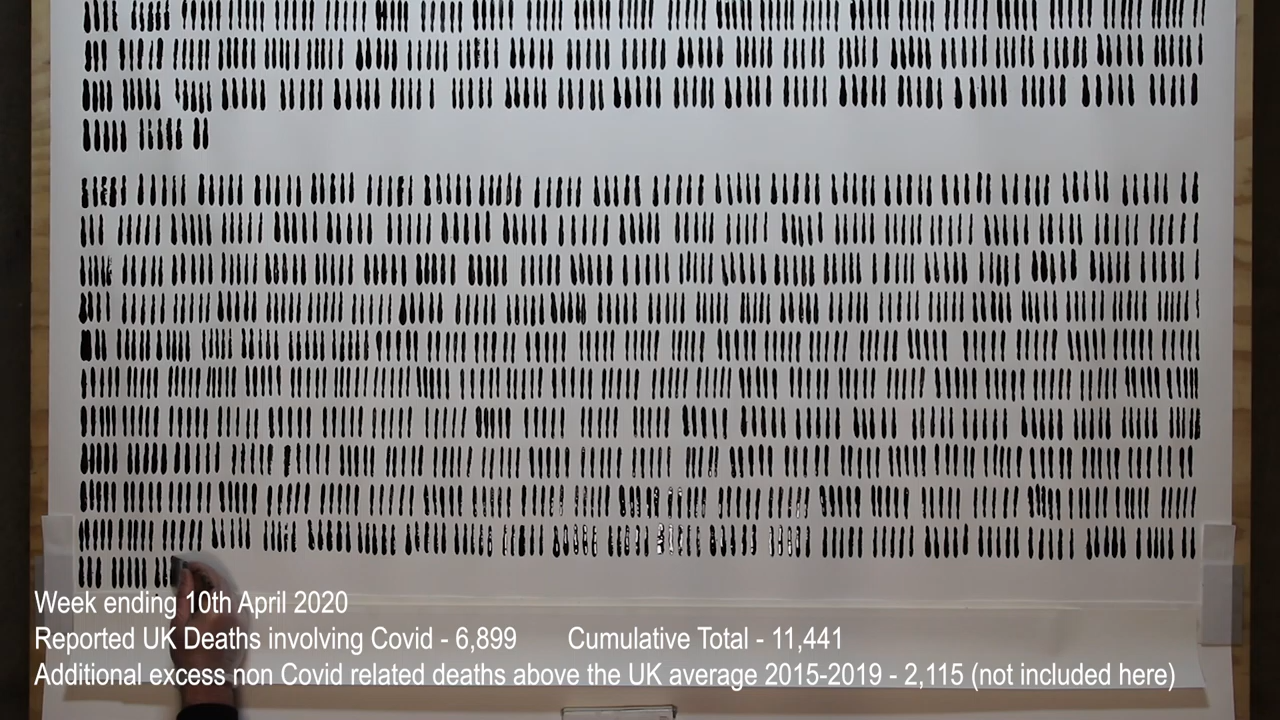 Week ending 10th April 2020
Reported UK Deaths involving Covid - 6,899 Cumulative Total - 11,441
Additional excess non Covid related deaths above the UK average 2015-2019 - 2,115 (not included here)